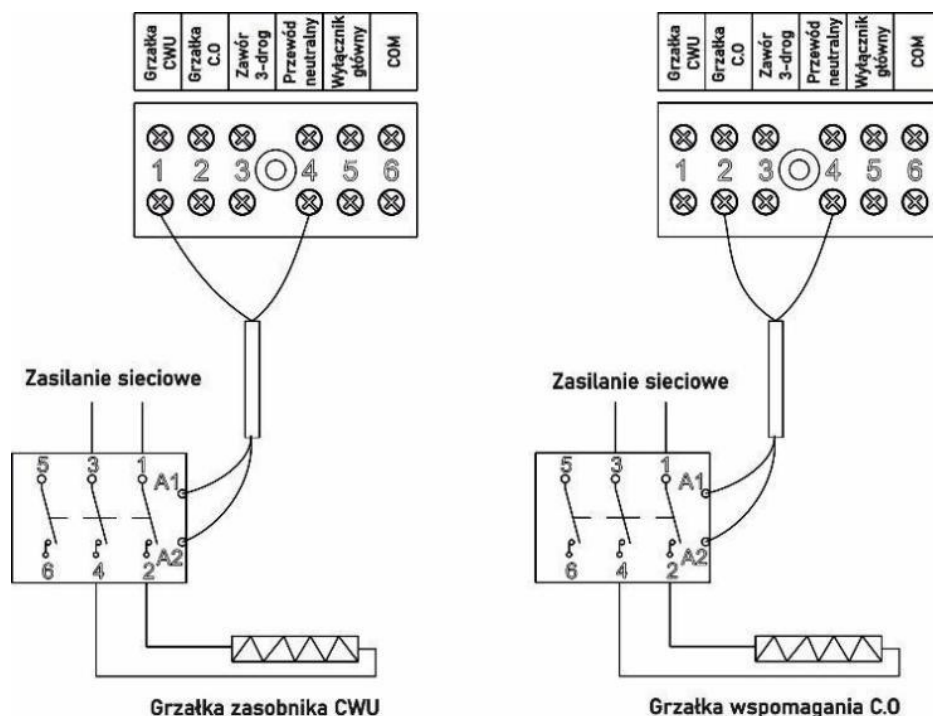 Grzałka
CWU
Grzałka
C.O
Zawór
3-drog
Przewód
neutralny
Wyłącznik
główny
COM
1 2 3 4 5 6
Zasilanie sieciowe
5 3 1
A1
A2
6 4 2
Grzałka zasobnika CWU
Grzałka
CWU
Grzałka
C.O
Zawór
3-drog
Przewód
neutralny
Wyłącznik
główny
COM
1 2 3 4 5 6
Zasilanie sieciowe
5 3 1
A1
A2
6 4 2
Grzałka wspomagania C.O